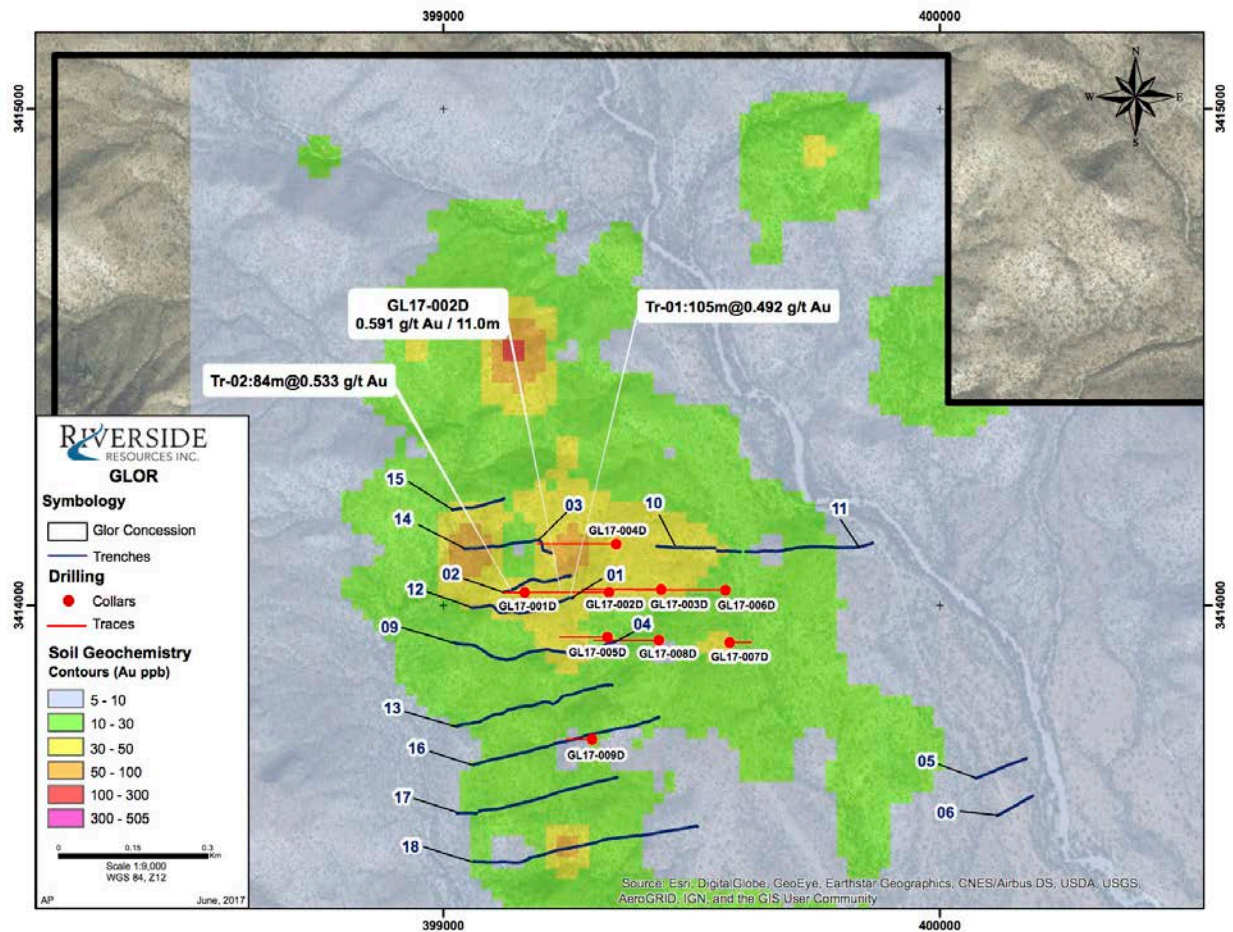 399000
400000
N
W
E
S
3415000
3415000
GL17-002D
0.591 g/t Au / 11.0m
Tr-01:105m@0.492 g/t Au
Tr-02:84m@0.533 g/t Au
RIVERSIDE
RESOURCES INC.
GLOR
Symbology
Glor Concession
Trenches
Drilling
Collars
Traces
Soil Geochemistry
Contours (Au ppb)
5 - 10
10 - 30
30 - 50
50 - 100
100 - 300
300 - 505
0
0.15
0.3
Km
Scale 1:9,000
WGS 84, Z12
AP
June, 2017
15
03
10
11
14
GL17-004D
02
01
12
GL17-001D
GL17-002D
GL17-003D
GL17-006D
3414000
3414000
09
04
GL17-005D
GL17-008D
GL17-007D
13
16
GL17-009D
05
17
06
18
Source: Esri, DigitalGlobe, GeoEye, Earthstar Geographics, CNES/Airbus DS, USDA, USGS,
AeroGRID, IGN, and the GIS User Community
399000
400000